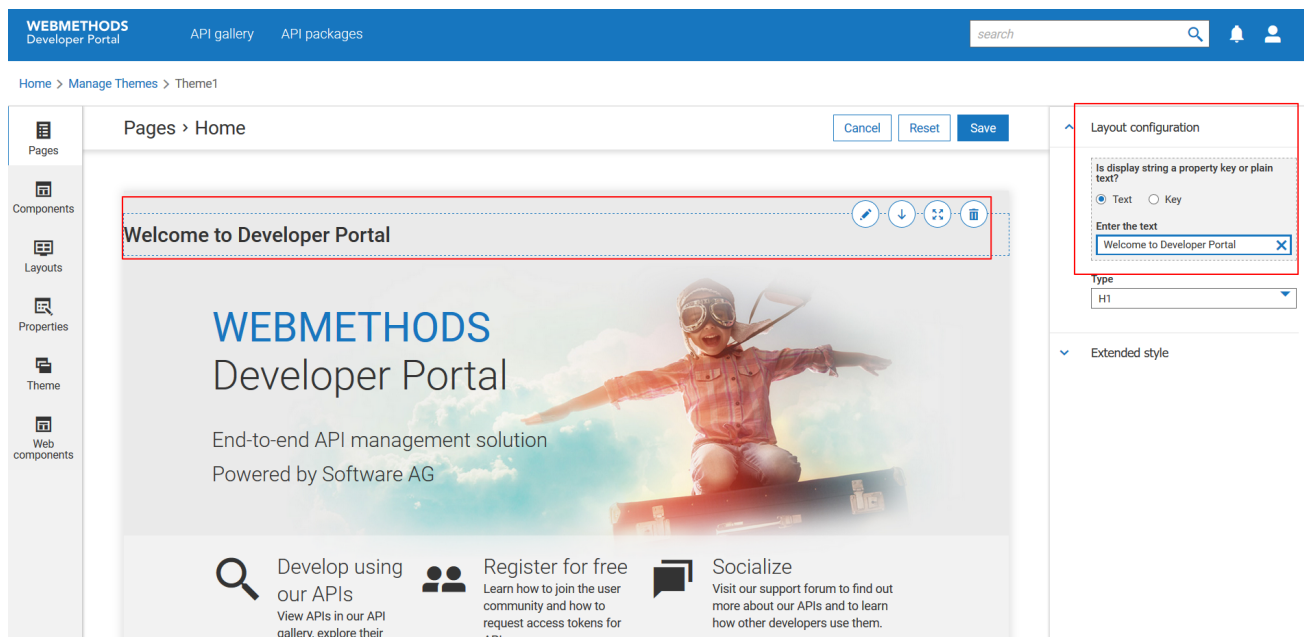 WEBMETHODS
Developer Portal
API gallery
API packages
search
Home > Manage Themes > Theme1
Pages
Components
Layouts
Properties
Theme
Web
components
Pages › Home
Cancel
Reset
Save
Welcome to Developer Portal
WEBMETHODS
Developer Portal
End-to-end API management solution
Powered by Software AG
Develop using
our APIs
View APIs in our API
gallery, explore their
Register for free
Learn how to join the user
community and how to
request access tokens for
Socialize
Visit our support forum to find out
more about our APIs and to learn
how other developers use them.
Layout configuration
Is display string a property key or plain
text?
Text
Key
Enter the text
Welcome to Developer Portal
Type
H1
Extended style